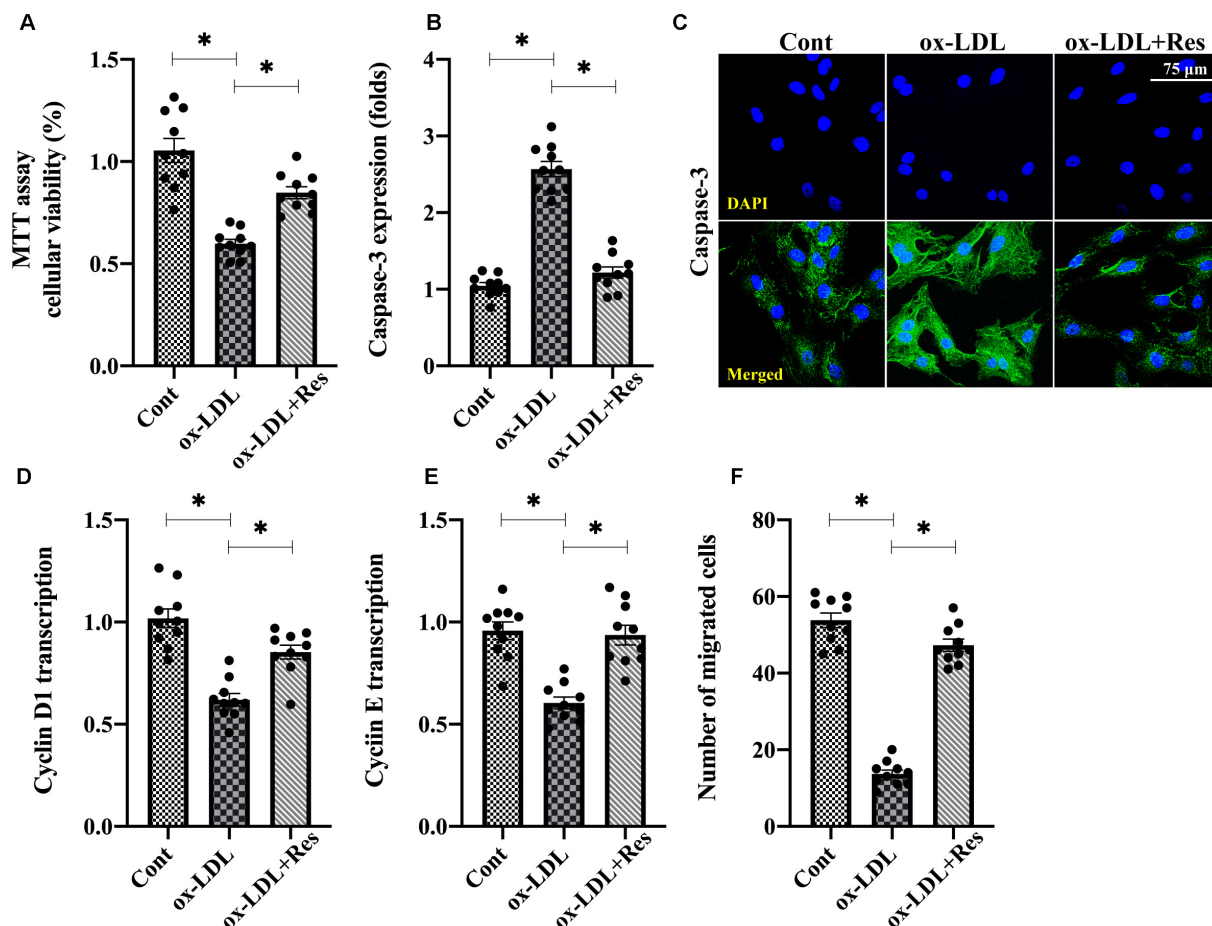 A
MTT assay
cellular viability (%)
1.5
1.0
0.5
0.0
*
*
Cont
ox-LDL
ox-LDL+Res
B
Caspase-3 expression (folds)
4
3
2
1
0
*
*
Cont
ox-LDL
ox-LDL+Res
C
Cont
ox-LDL
ox-LDL+Res
75 μm
Caspase-3
DAPI
Merged
D
Cyclin D1 transcription
1.5
1.0
0.5
0.0
*
*
Cont
ox-LDL
ox-LDL+Res
E
Cyciin E transcription
1.5
1.0
0.5
0.0
*
*
Cont
ox-LDL
ox-LDL+Res
F
Number of migrated cells
80
60
40
20
0
*
*
Cont
ox-LDL
ox-LDL+Res